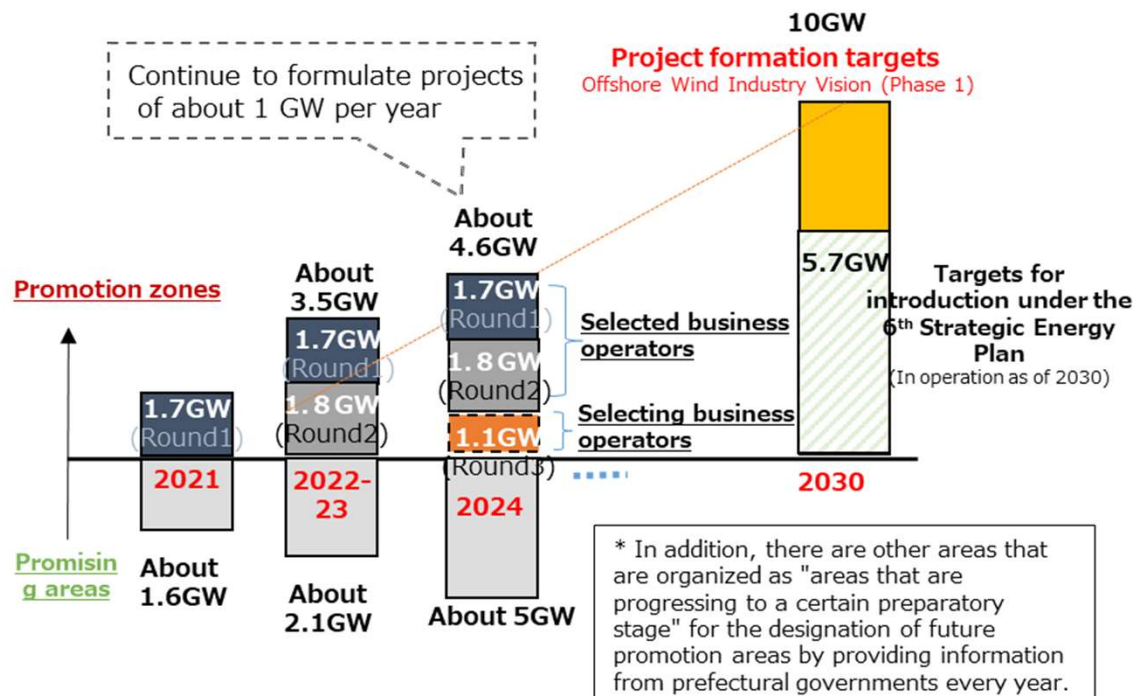 10GW
Project formation targets
Offshore Wind Industry Vision (Phase 1)
Continue to formulate projects
of about 1 GW per year
About
4.6GW
About
3.5GW
Promotion zones
1.7GW
(Round1)
1.7GW
(Round1)
1.8GW
(Round2)
1.7GW
(Round1)
1.8GW
(Round2)
1.1GW
(Round3)
Selected business
operators
Selecting business
operators
5.7GW
Targets for
introduction under the
6th Strategic Energy
Plan
(In operation as of 2030)
2021
2022-
23
2024
2030
Promisin
g areas
About
1.6GW
About
2.1GW
About 5GW
* In addition, there are other areas that
are organized as "areas that are
progressing to a certain preparatory
stage" for the designation of future
promotion areas by providing information
from prefectural governments every year.